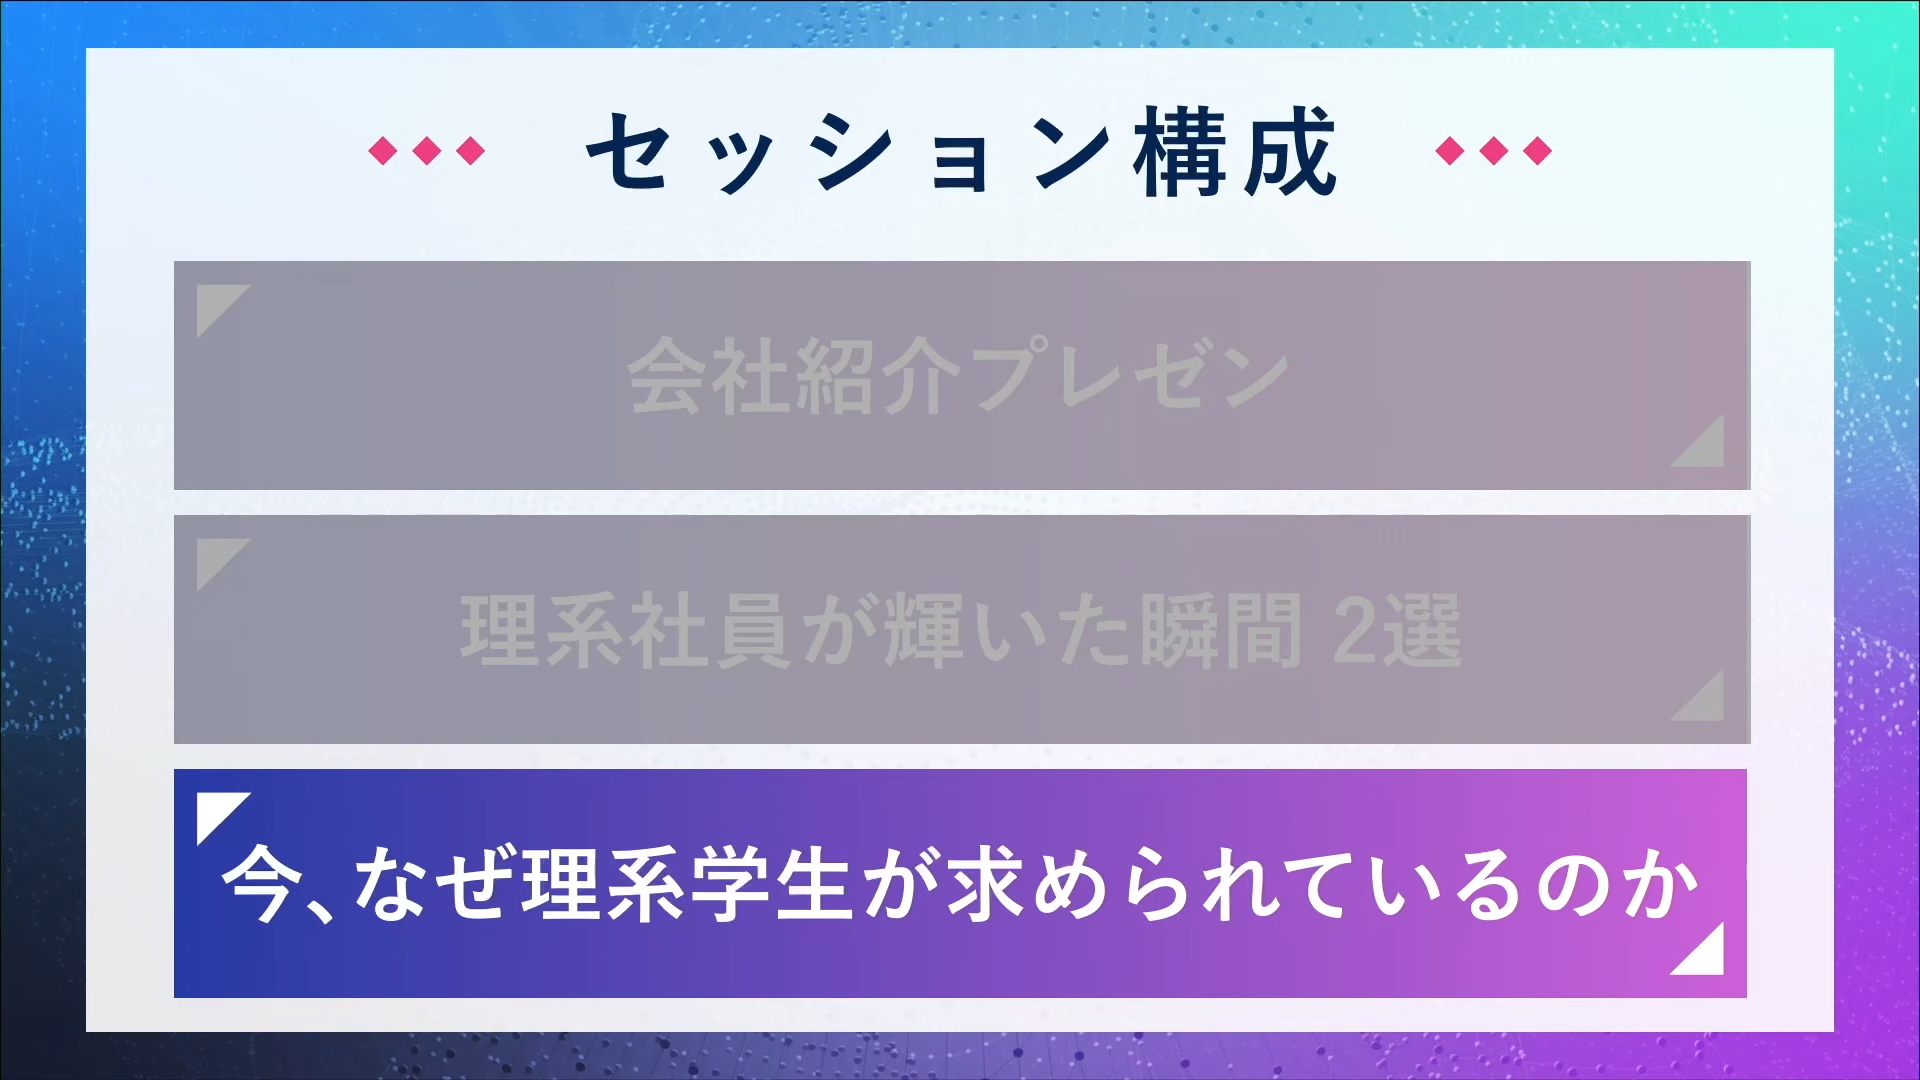 セッション構成
会社紹介プレゼン
理系社員が輝いた瞬間 2選
今、なぜ理系学生が求められているのか